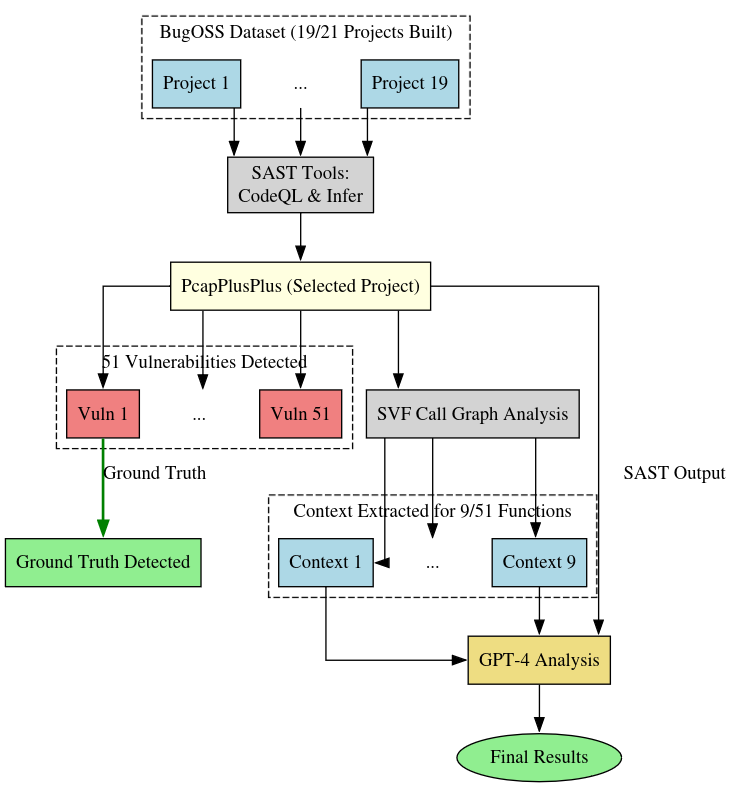 BugOSS Dataset (19/21 Projects Built)
Project 1
...
Project 19
SAST Tools:
CodeQL & Infer
PcapPlusPlus (Selected Project)
51 Vulnerabilities Detected
Vuln 1
...
Vuln 51
SVF Call Graph Analysis
Ground Truth
SAST Output
Context Extracted for 9/51 Functions
Ground Truth Detected
Context 1
...
Context 9
GPT-4 Analysis
Final Results